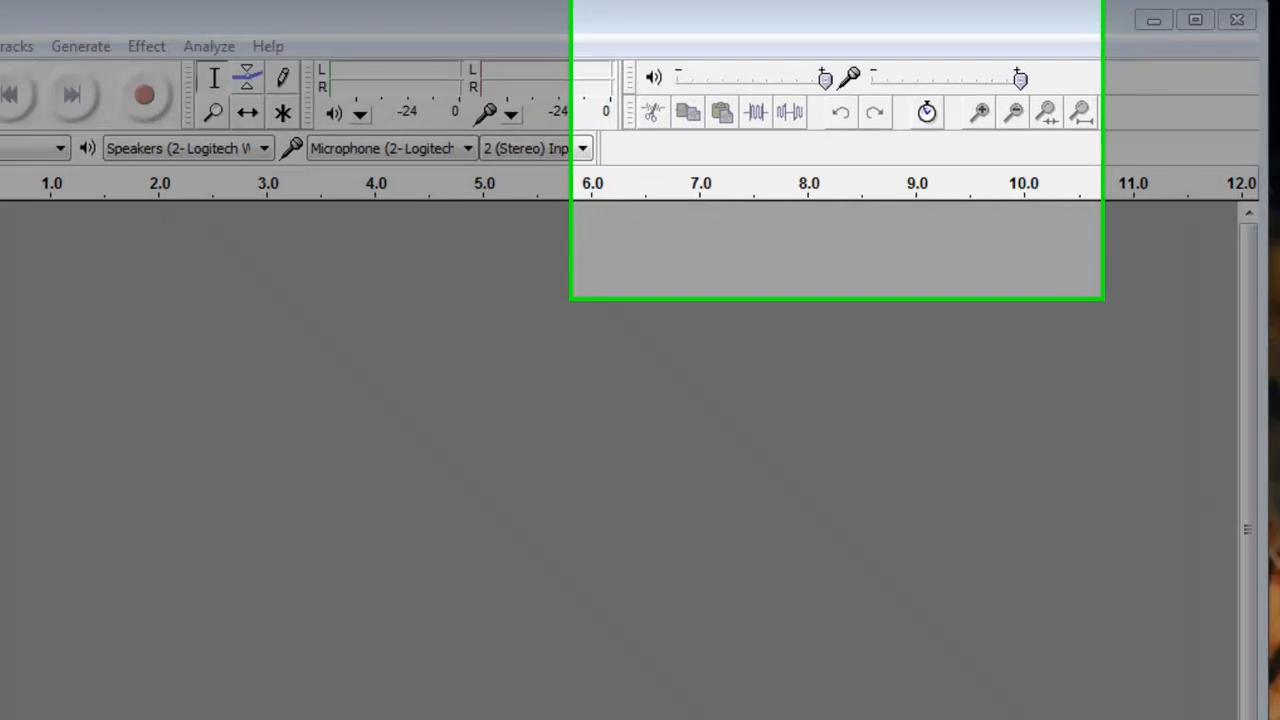 racks Generate Effect Analyze Help
L L
R R
-24 0 -24 0
Speakers (2- Logitech Microphone (2- Logitech 2 (Stereo) Inp
1.0 2.0 3.0 4.0 5.0 6.0 7.0 8.0 9.0 10.0 11.0 12.0